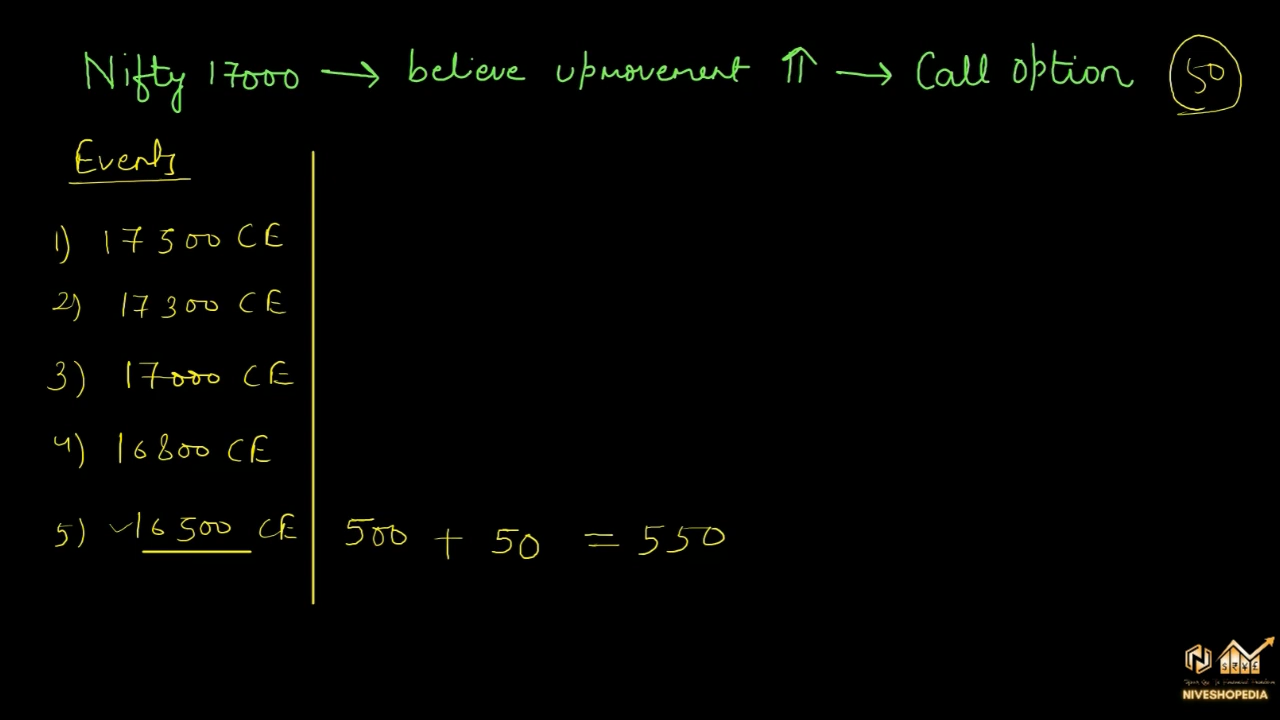 Nifty 17000 → believe upmovement ⇑ → Call option 50
Events
1) 17500 CE
2) 17300 CE
3) 17000 CE
4) 16800 CE
5) ✓16500 CE 500 + 50 = 550
N $₹¥£
NIVESHOPEDIA